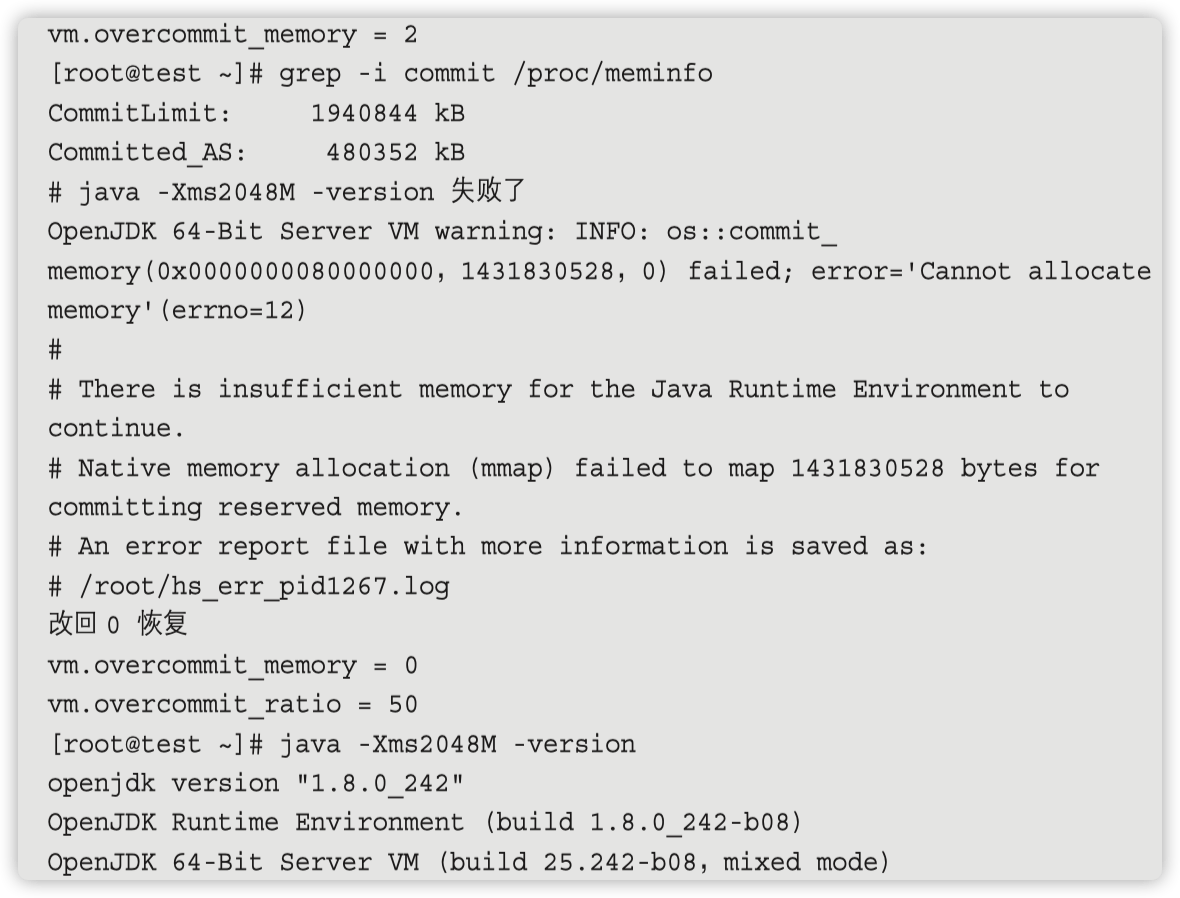 vm.overcommit_memory = 2
[root@test ~]# grep -i commit /proc/meminfo
CommitLimit:     1940844 kB
Committed_AS:     480352 kB
# java -Xms2048M -version 失败了
OpenJDK 64-Bit Server VM warning: INFO: os::commit_
memory(0x0000000080000000, 1431830528, 0) failed; error='Cannot allocate
memory'(errno=12)
#
# There is insufficient memory for the Java Runtime Environment to
continue.
# Native memory allocation (mmap) failed to map 1431830528 bytes for
committing reserved memory.
# An error report file with more information is saved as:
# /root/hs_err_pid1267.log
改回 0 恢复
vm.overcommit_memory = 0
vm.overcommit_ratio = 50
[root@test ~]# java -Xms2048M -version
openjdk version "1.8.0_242"
OpenJDK Runtime Environment (build 1.8.0_242-b08)
OpenJDK 64-Bit Server VM (build 25.242-b08, mixed mode)